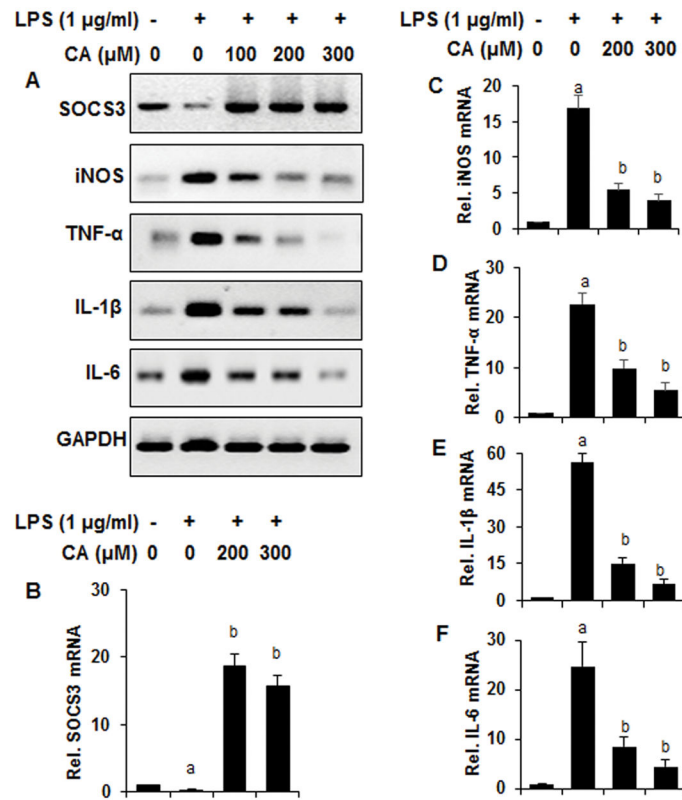 LPS (1 µg/ml) - + + + +
CA (µM) 0 0 100 200 300
A
SOCS3
iNOS
TNF-α
IL-1β
IL-6
GAPDH
LPS (1 µg/ml) - + + +
CA (µM) 0 0 200 300
B
Rel. SOCS3 mRNA
30
20
10
0
a
b
b
LPS (1 µg/ml) - + + +
CA (µM) 0 0 200 300
C
Rel. iNOS mRNA
20
15
10
5
0
a
b
b
D
Rel. TNF-α mRNA
30
20
10
0
a
b
b
E
Rel. IL-1β mRNA
60
45
30
15
0
a
b
b
F
Rel. IL-6 mRNA
30
20
10
0
a
b
b